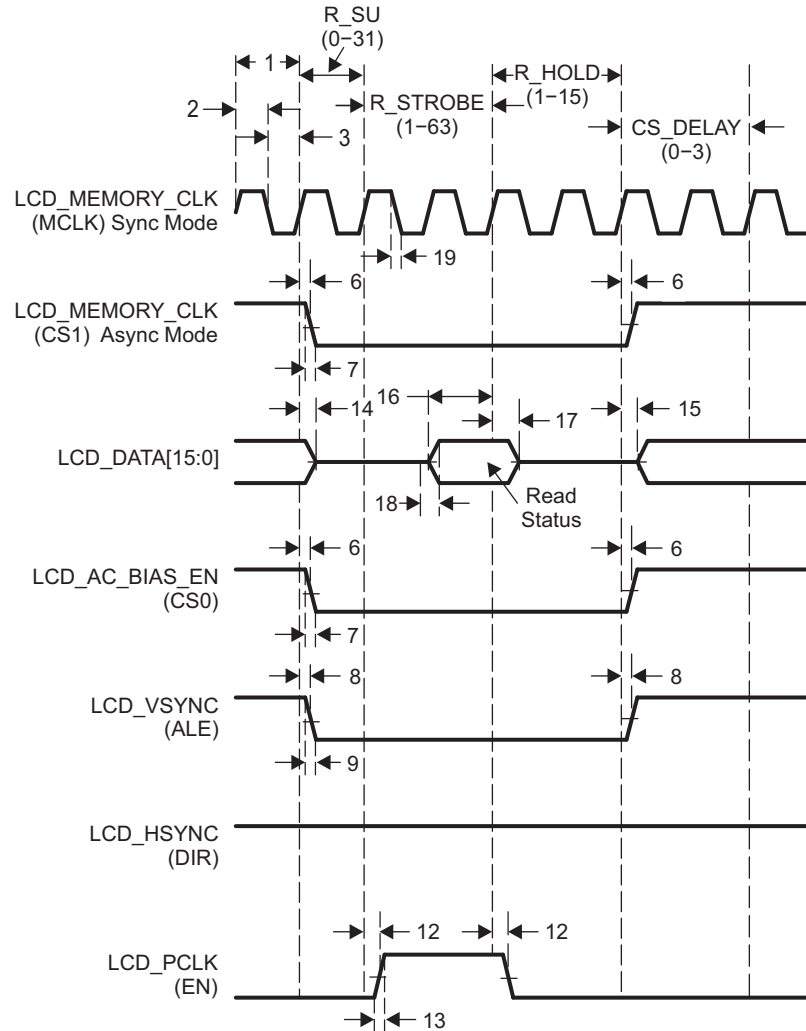 R_SU
(0−31)
1
R_HOLD
(1−15)
2
R_STROBE
(1−63)
3
CS_DELAY
(0−3)
LCD_MEMORY_CLK
(MCLK) Sync Mode
19
6
6
LCD_MEMORY_CLK
(CS1) Async Mode
7
16
14
17
15
LCD_DATA[15:0]
18
Read
Status
6
6
LCD_AC_BIAS_EN
(CS0)
7
8
8
LCD_VSYNC
(ALE)
9
LCD_HSYNC
(DIR)
12
12
LCD_PCLK
(EN)
13